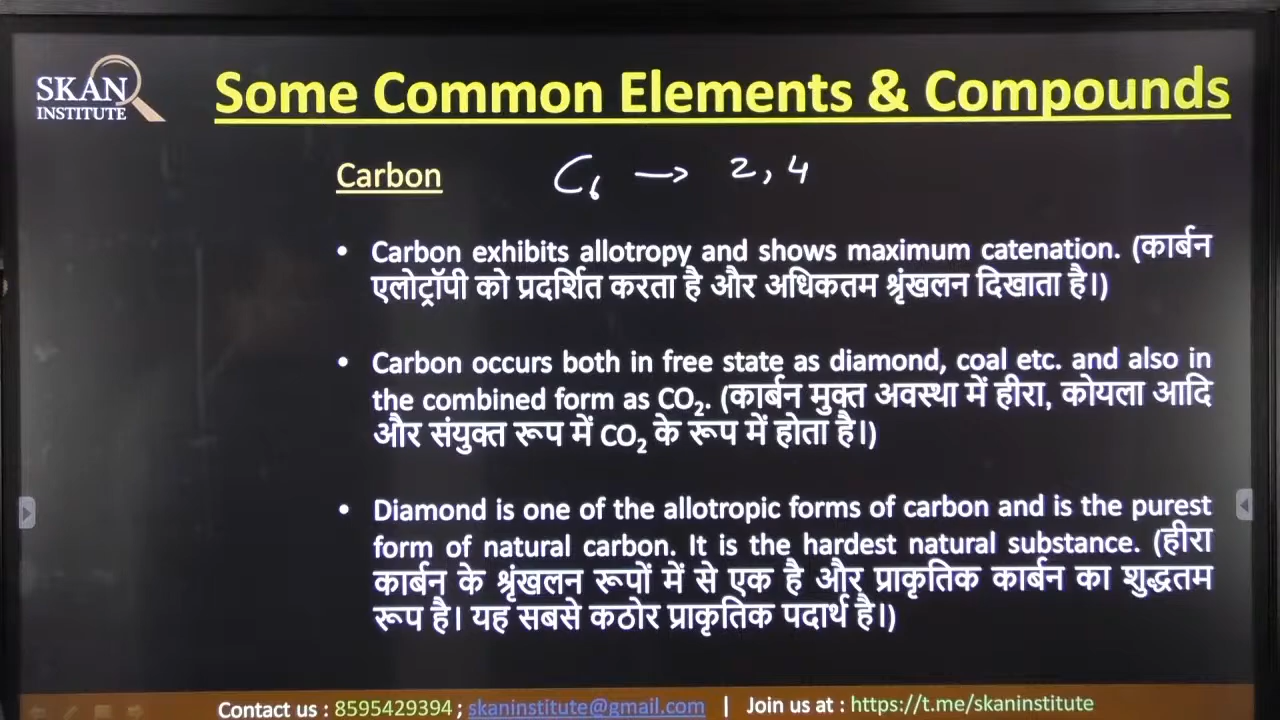 SKAN
INSTITUTE
Some Common Elements & Compounds
Carbon
C₆ → 2, 4
• Carbon exhibits allotropy and shows maximum catenation. (कार्बन
एलोट्रॉपी को प्रदर्शित करता है और अधिकतम श्रृंखलन दिखाता है।)
• Carbon occurs both in free state as diamond, coal etc. and also in
the combined form as CO₂. (कार्बन मुक्त अवस्था में हीरा, कोयला आदि
और संयुक्त रूप में CO₂ के रूप में होता है।)
• Diamond is one of the allotropic forms of carbon and is the purest
form of natural carbon. It is the hardest natural substance. (हीरा
कार्बन के श्रृंखलन रूपों में से एक है और प्राकृतिक कार्बन का शुद्धतम
रूप है। यह सबसे कठोर प्राकृतिक पदार्थ है।)
Contact us : 8595429394 ; skaninstitute@gmail.com | Join us at : https://t.me/skaninstitute